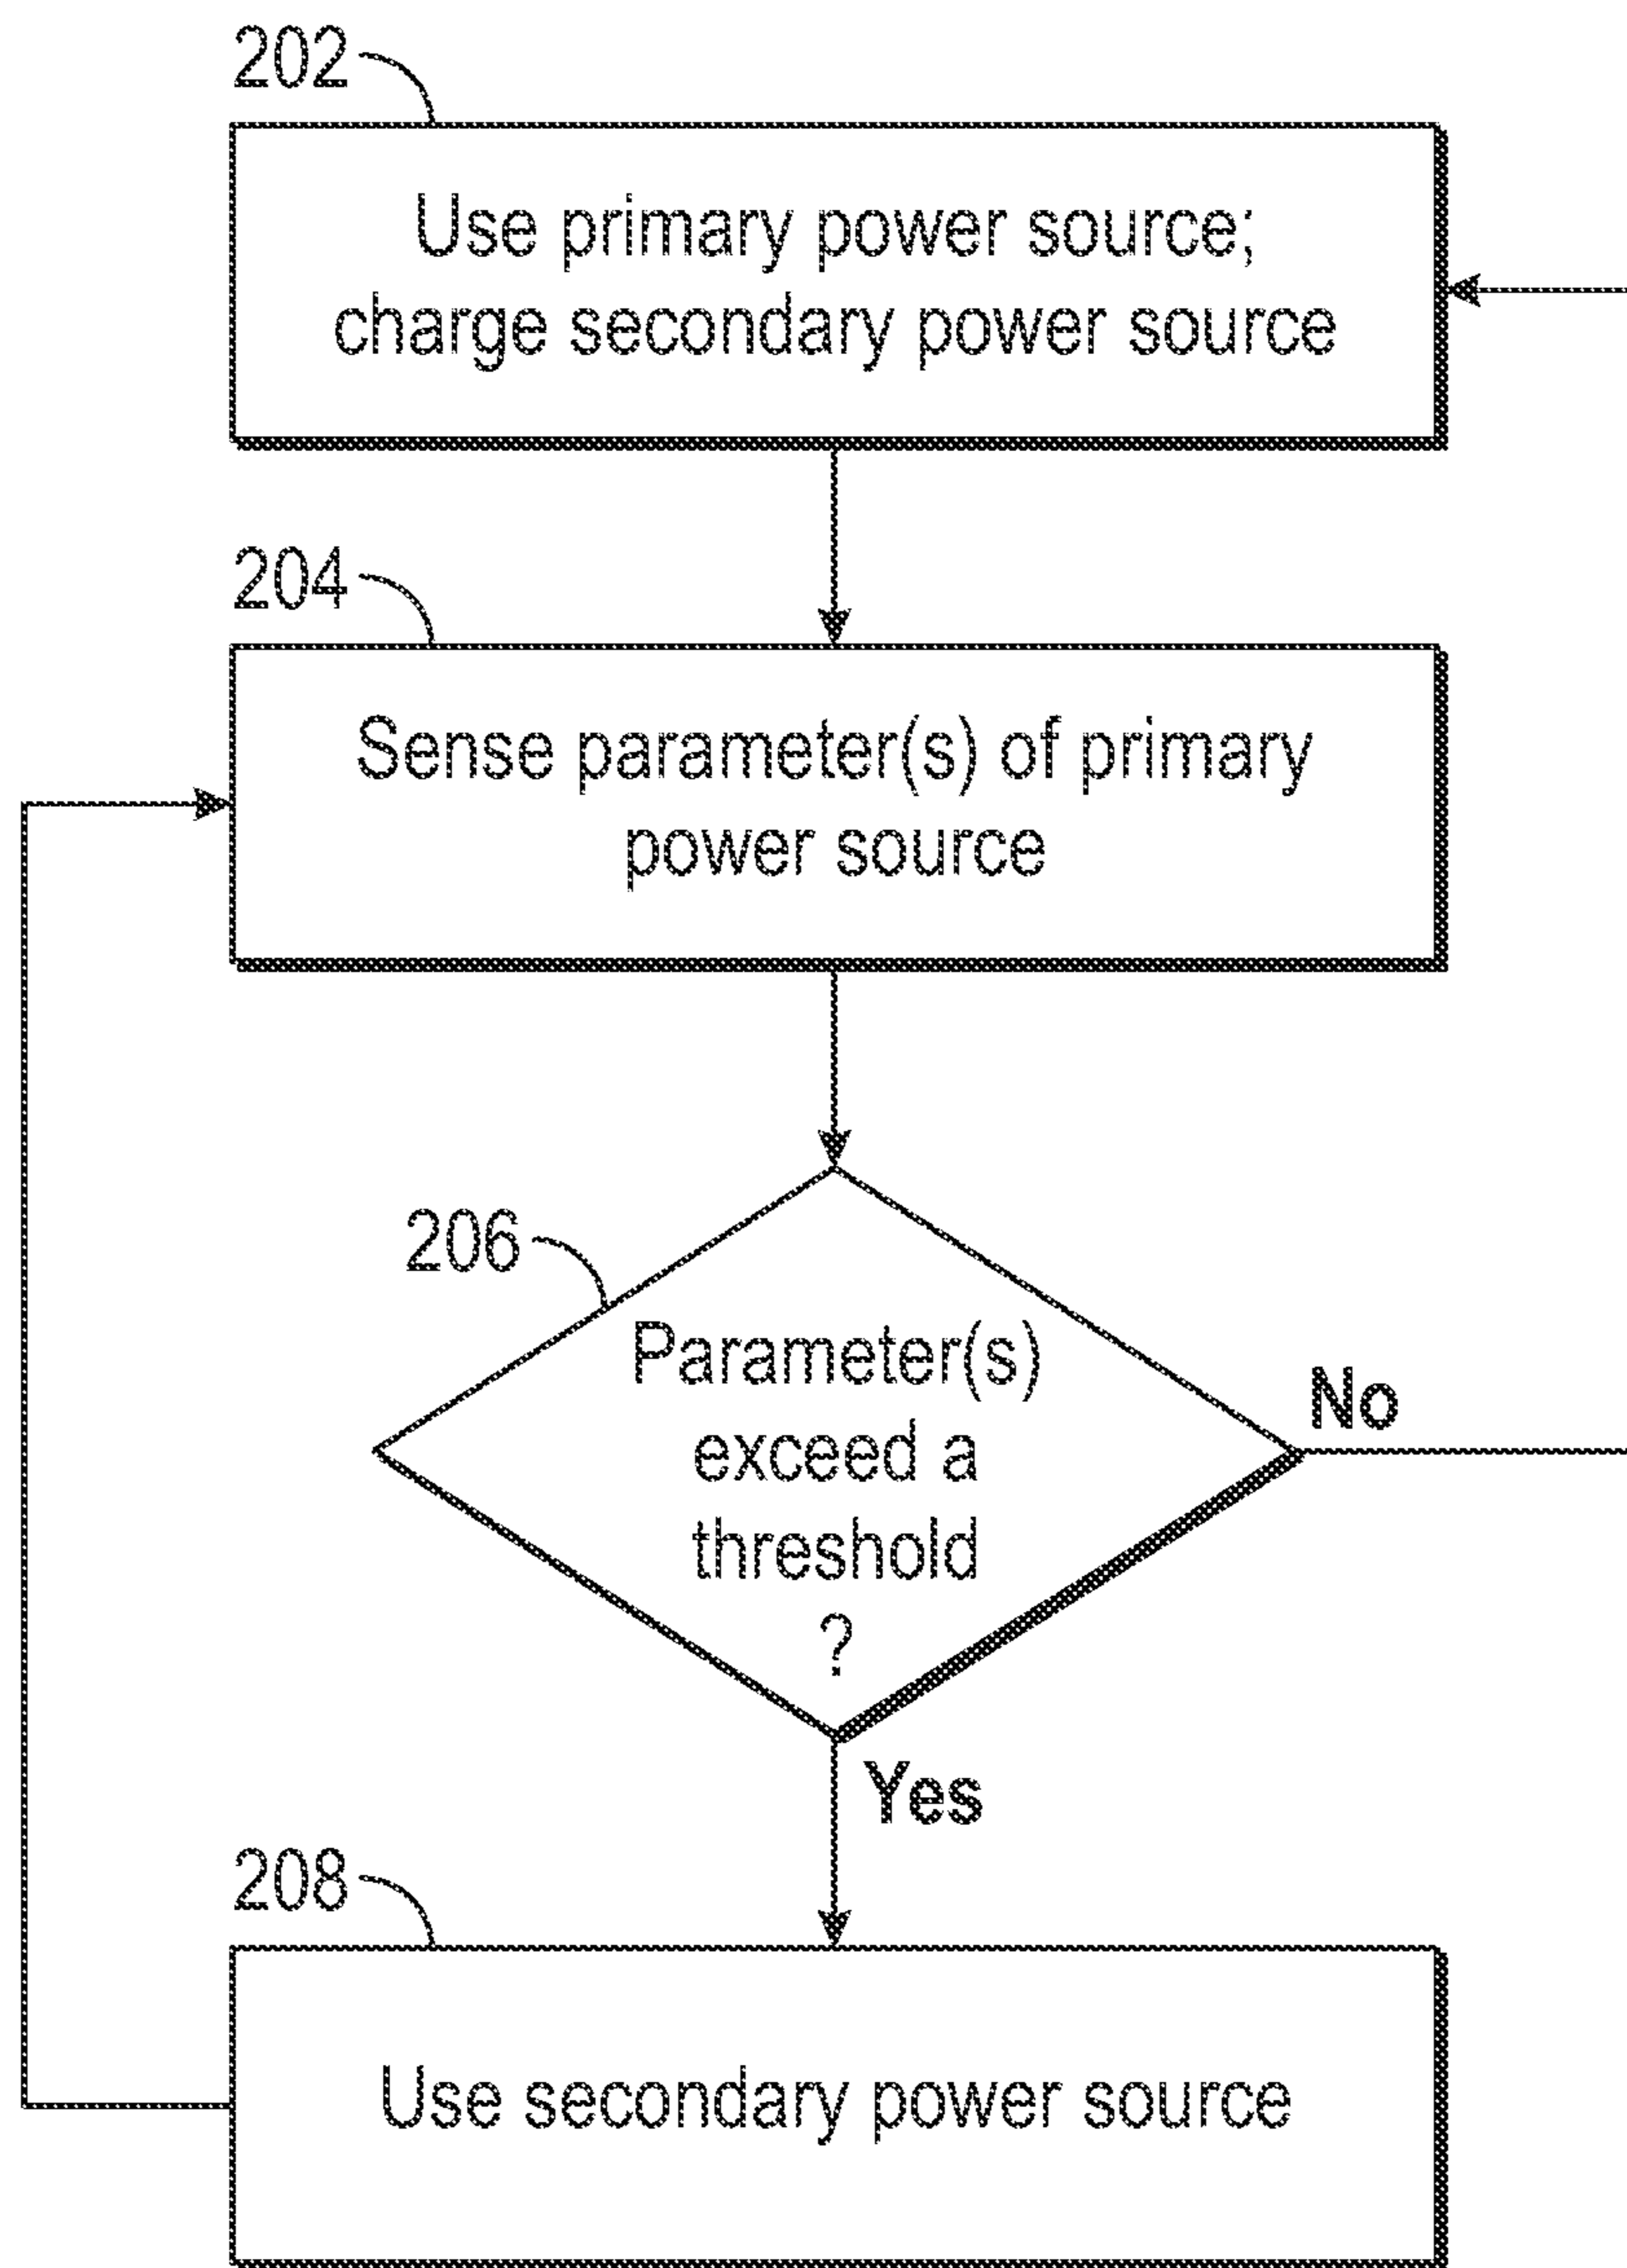 202
Use primary power source;
charge secondary power source
204
Sense parameter(s) of primary
power source
206
Parameter(s)
exceed a
threshold
?
No
Yes
208
Use secondary power source